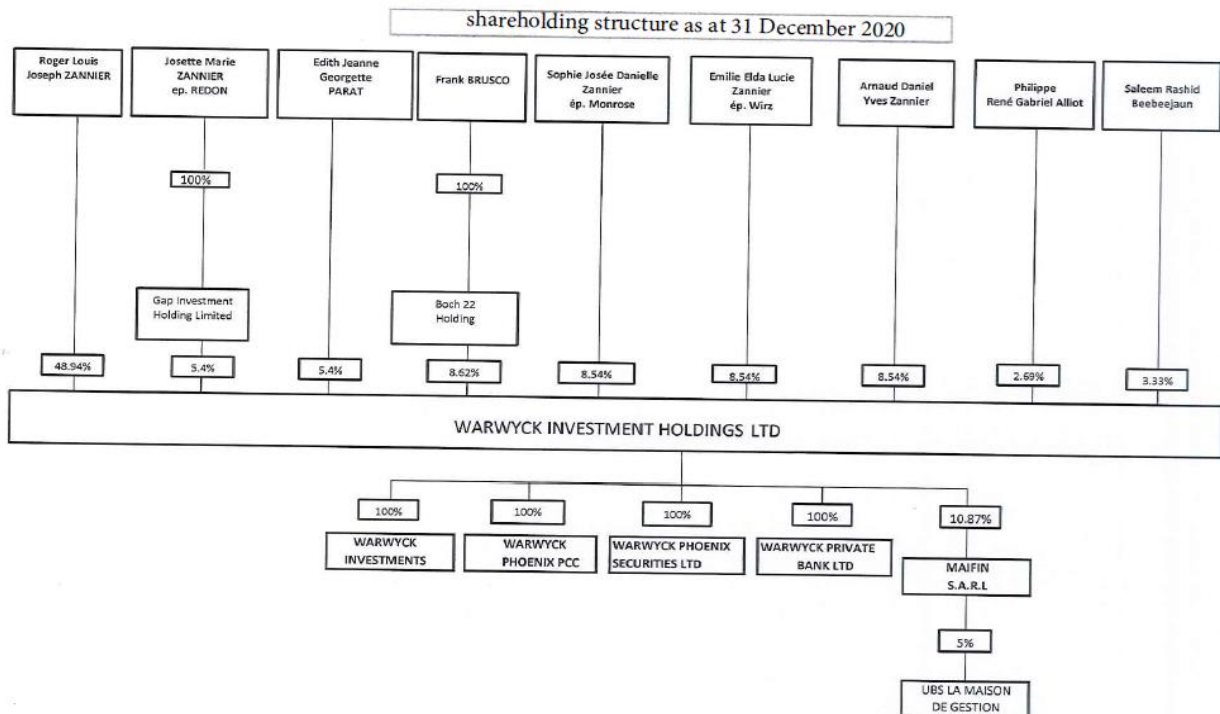 shareholding structure as at 31 December 2020
Roger Louis
Joseph ZANNIER
Josette Marie
ZANNIER
ep. REDON
Edith Jeanne
Georgette
PARAT
Frank BRUSCO
Sophie Josée Danielle
Zannier
ép. Monrose
Emilie Elda Lucie
Zannier
ép. Wirz
Arnaud Daniel
Yves Zannier
Philippe
René Gabriel Alliot
Saleem Rashid
Beebeejaun
100%
100%
Gap Investment
Holding Limited
Boch 22
Holding
48.94%
5.4%
5.4%
8.62%
8.54%
8.54%
8.54%
2.69%
3.33%
WARWYCK INVESTMENT HOLDINGS LTD
100%
100%
100%
100%
10.87%
WARWYCK
INVESTMENTS
WARWYCK
PHOENIX PCC
WARWYCK PHOENIX
SECURITIES LTD
WARWYCK PRIVATE
BANK LTD
MAIFIN
S.A.R.L
5%
UBS LA MAISON
DE GESTION